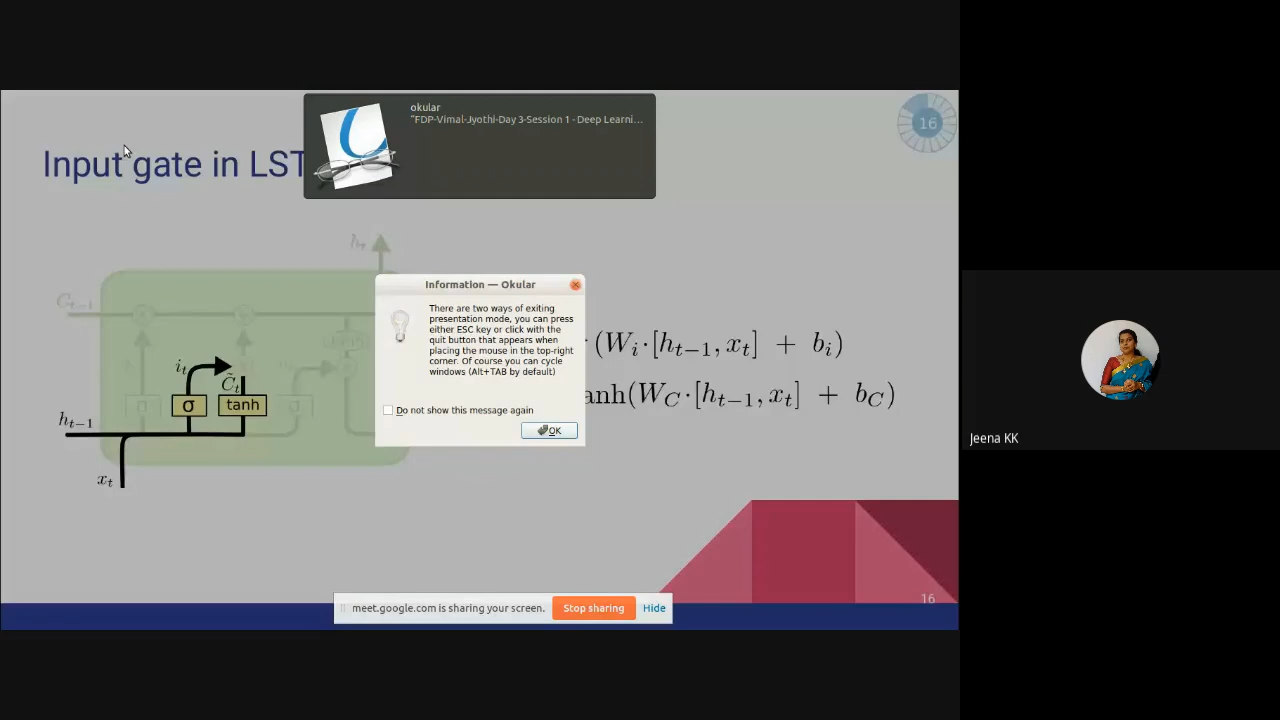 okular
"FDP-Vimal-Jyothi-Day 3-Session 1 - Deep Learni...
16
Input gate in LST
Information — Okular
There are two ways of exiting
presentation mode, you can press
either ESC key or click with the
quit button that appears when
placing the mouse in the top-right
corner. Of course you can cycle
windows (Alt+TAB by default)
Do not show this message again
OK
h_t
C_{t-1}
i_t
C̃_t
σ
tanh
σ
σ
h_{t-1}
x_t
(W_i·[h_{t-1}, x_t] + b_i)
anh(W_C·[h_{t-1}, x_t] + b_C)
Jeena KK
16
meet.google.com is sharing your screen.
Stop sharing
Hide